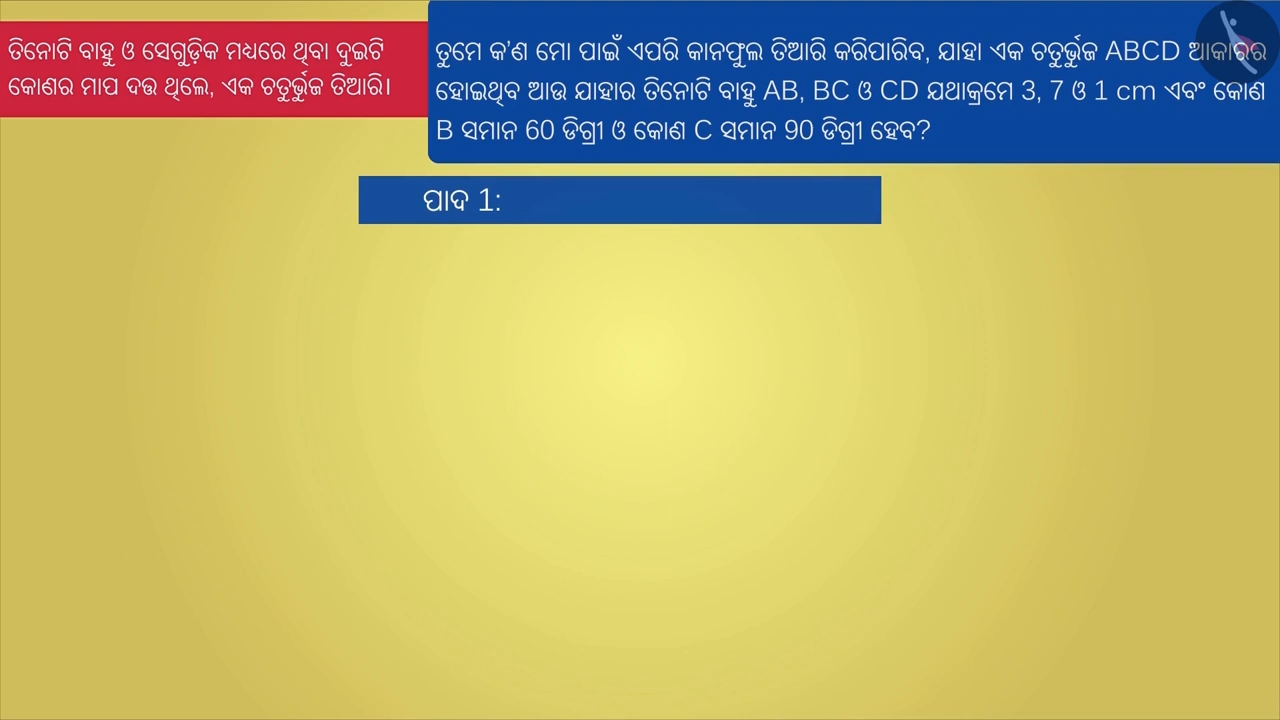 ତିନୋଟି ବାହୁ ଓ ସେଗୁଡ଼ିକ ମଧ୍ୟରେ ଥିବା ଦୁଇଟି
କୋଣର ମାପ ଦତ୍ତ ଥିଲେ, ଏକ ଚତୁର୍ଭୁଜ ତିଆରି।
ତୁମେ କ'ଣ ମୋ ପାଇଁ ଏପରି କାନଫୁଲ ତିଆରି କରିପାରିବ, ଯାହା ଏକ ଚତୁର୍ଭୁଜ ABCD ଆକାରର
ହୋଇଥିବ ଆଉ ଯାହାର ତିନୋଟି ବାହୁ AB, BC ଓ CD ଯଥାକ୍ରମେ 3, 7 ଓ 1 cm ଏବଂ କୋଣ
B ସମାନ 60 ଡିଗ୍ରୀ ଓ କୋଣ C ସମାନ 90 ଡିଗ୍ରୀ ହେବ?
ପାଦ 1: